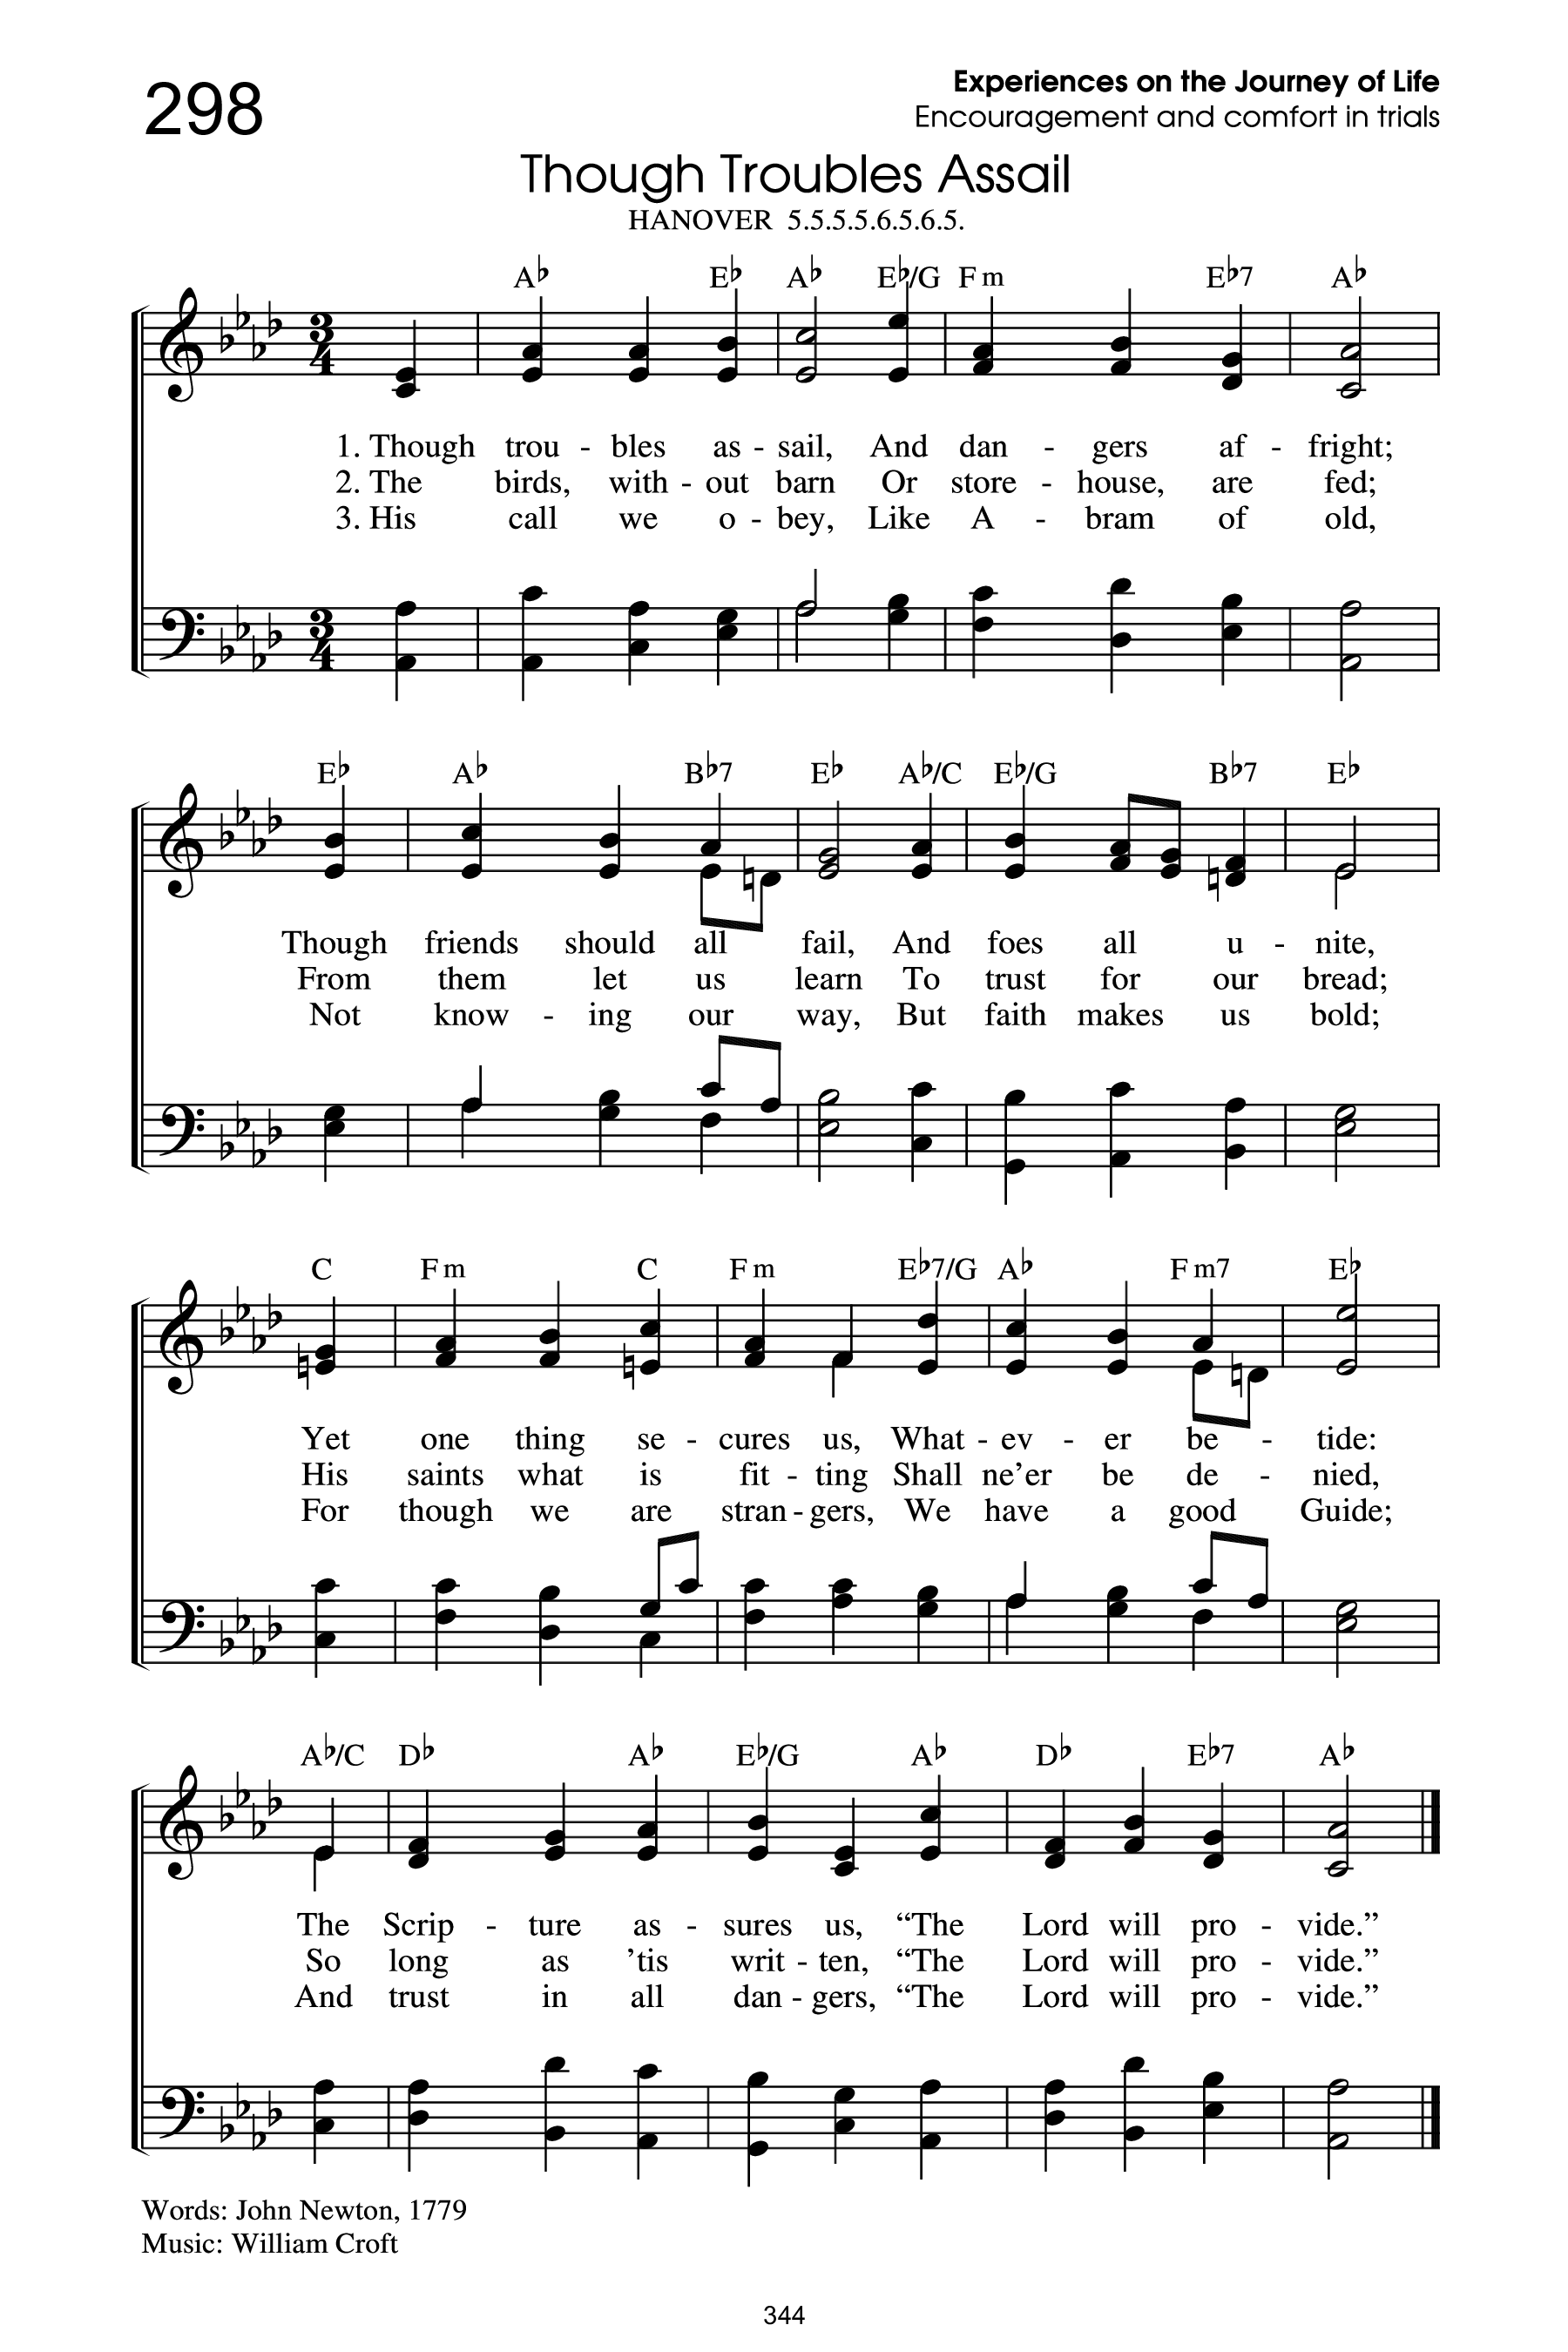 298
Experiences on the Journey of Life
Encouragement and comfort in trials
Though Troubles Assail
HANOVER 5.5.5.5.6.5.6.5.
A♭ E♭ A♭ E♭/G F m E♭7 A♭
3
4
1. Though trou - bles as - sail, And dan - gers af - fright;
2. The birds, with - out barn Or store - house, are fed;
3. His call we o - bey, Like A - bram of old,
3
4
E♭ A♭ B♭7 E♭ A♭/C E♭/G B♭7 E♭
Though friends should all fail, And foes all u - nite,
From them let us learn To trust for our bread;
Not know - ing our way, But faith makes us bold;
C F m C F m E♭7/G A♭ F m7 E♭
Yet one thing se - cures us, What - ev - er be - tide:
His saints what is fit - ting Shall ne’er be de - nied,
For though we are stran - gers, We have a good Guide;
A♭/C D♭ A♭ E♭/G A♭ D♭ E♭7 A♭
The Scrip - ture as - sures us, “The Lord will pro - vide.”
So long as ’tis writ - ten, “The Lord will pro - vide.”
And trust in all dan - gers, “The Lord will pro - vide.”
Words: John Newton, 1779
Music: William Croft
344